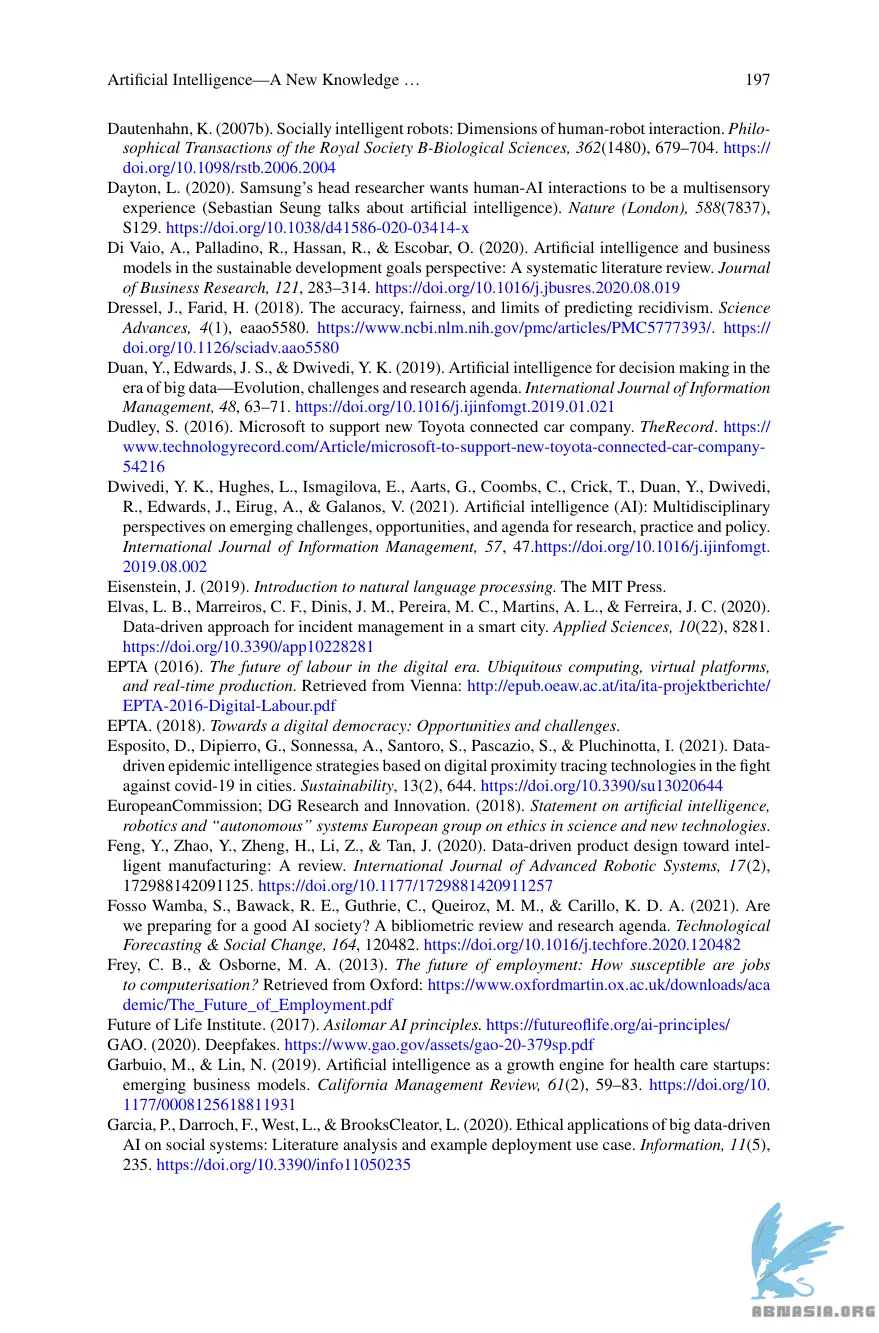 Artificial Intelligence—A New Knowledge … 197
Dautenhahn, K. (2007b). Socially intelligent robots: Dimensions of human-robot interaction. Philo-
sophical Transactions of the Royal Society B-Biological Sciences, 362(1480), 679–704. https://
doi.org/10.1098/rstb.2006.2004
Dayton, L. (2020). Samsung’s head researcher wants human-AI interactions to be a multisensory
experience (Sebastian Seung talks about artificial intelligence). Nature (London), 588(7837),
S129. https://doi.org/10.1038/d41586-020-03414-x
Di Vaio, A., Palladino, R., Hassan, R., & Escobar, O. (2020). Artificial intelligence and business
models in the sustainable development goals perspective: A systematic literature review. Journal
of Business Research, 121, 283–314. https://doi.org/10.1016/j.jbusres.2020.08.019
Dressel, J., Farid, H. (2018). The accuracy, fairness, and limits of predicting recidivism. Science
Advances, 4(1), eaao5580. https://www.ncbi.nlm.nih.gov/pmc/articles/PMC5777393/. https://
doi.org/10.1126/sciadv.aao5580
Duan, Y., Edwards, J. S., & Dwivedi, Y. K. (2019). Artificial intelligence for decision making in the
era of big data—Evolution, challenges and research agenda. International Journal of Information
Management, 48, 63–71. https://doi.org/10.1016/j.ijinfomgt.2019.01.021
Dudley, S. (2016). Microsoft to support new Toyota connected car company. TheRecord. https://
www.technologyrecord.com/Article/microsoft-to-support-new-toyota-connected-car-company-
54216
Dwivedi, Y. K., Hughes, L., Ismagilova, E., Aarts, G., Coombs, C., Crick, T., Duan, Y., Dwivedi,
R., Edwards, J., Eirug, A., & Galanos, V. (2021). Artificial intelligence (AI): Multidisciplinary
perspectives on emerging challenges, opportunities, and agenda for research, practice and policy.
International Journal of Information Management, 57, 47.https://doi.org/10.1016/j.ijinfomgt.
2019.08.002
Eisenstein, J. (2019). Introduction to natural language processing. The MIT Press.
Elvas, L. B., Marreiros, C. F., Dinis, J. M., Pereira, M. C., Martins, A. L., & Ferreira, J. C. (2020).
Data-driven approach for incident management in a smart city. Applied Sciences, 10(22), 8281.
https://doi.org/10.3390/app10228281
EPTA (2016). The future of labour in the digital era. Ubiquitous computing, virtual platforms,
and real-time production. Retrieved from Vienna: http://epub.oeaw.ac.at/ita/ita-projektberichte/
EPTA-2016-Digital-Labour.pdf
EPTA. (2018). Towards a digital democracy: Opportunities and challenges.
Esposito, D., Dipierro, G., Sonnessa, A., Santoro, S., Pascazio, S., & Pluchinotta, I. (2021). Data-
driven epidemic intelligence strategies based on digital proximity tracing technologies in the fight
against covid-19 in cities. Sustainability, 13(2), 644. https://doi.org/10.3390/su13020644
EuropeanCommission; DG Research and Innovation. (2018). Statement on artificial intelligence,
robotics and “autonomous” systems European group on ethics in science and new technologies.
Feng, Y., Zhao, Y., Zheng, H., Li, Z., & Tan, J. (2020). Data-driven product design toward intel-
ligent manufacturing: A review. International Journal of Advanced Robotic Systems, 17(2),
172988142091125. https://doi.org/10.1177/1729881420911257
Fosso Wamba, S., Bawack, R. E., Guthrie, C., Queiroz, M. M., & Carillo, K. D. A. (2021). Are
we preparing for a good AI society? A bibliometric review and research agenda. Technological
Forecasting & Social Change, 164, 120482. https://doi.org/10.1016/j.techfore.2020.120482
Frey, C. B., & Osborne, M. A. (2013). The future of employment: How susceptible are jobs
to computerisation? Retrieved from Oxford: https://www.oxfordmartin.ox.ac.uk/downloads/aca
demic/The_Future_of_Employment.pdf
Future of Life Institute. (2017). Asilomar AI principles. https://futureoflife.org/ai-principles/
GAO. (2020). Deepfakes. https://www.gao.gov/assets/gao-20-379sp.pdf
Garbuio, M., & Lin, N. (2019). Artificial intelligence as a growth engine for health care startups:
emerging business models. California Management Review, 61(2), 59–83. https://doi.org/10.
1177/0008125618811931
Garcia, P., Darroch, F., West, L., & BrooksCleator, L. (2020). Ethical applications of big data-driven
AI on social systems: Literature analysis and example deployment use case. Information, 11(5),
235. https://doi.org/10.3390/info11050235
ABMASIA.ORG